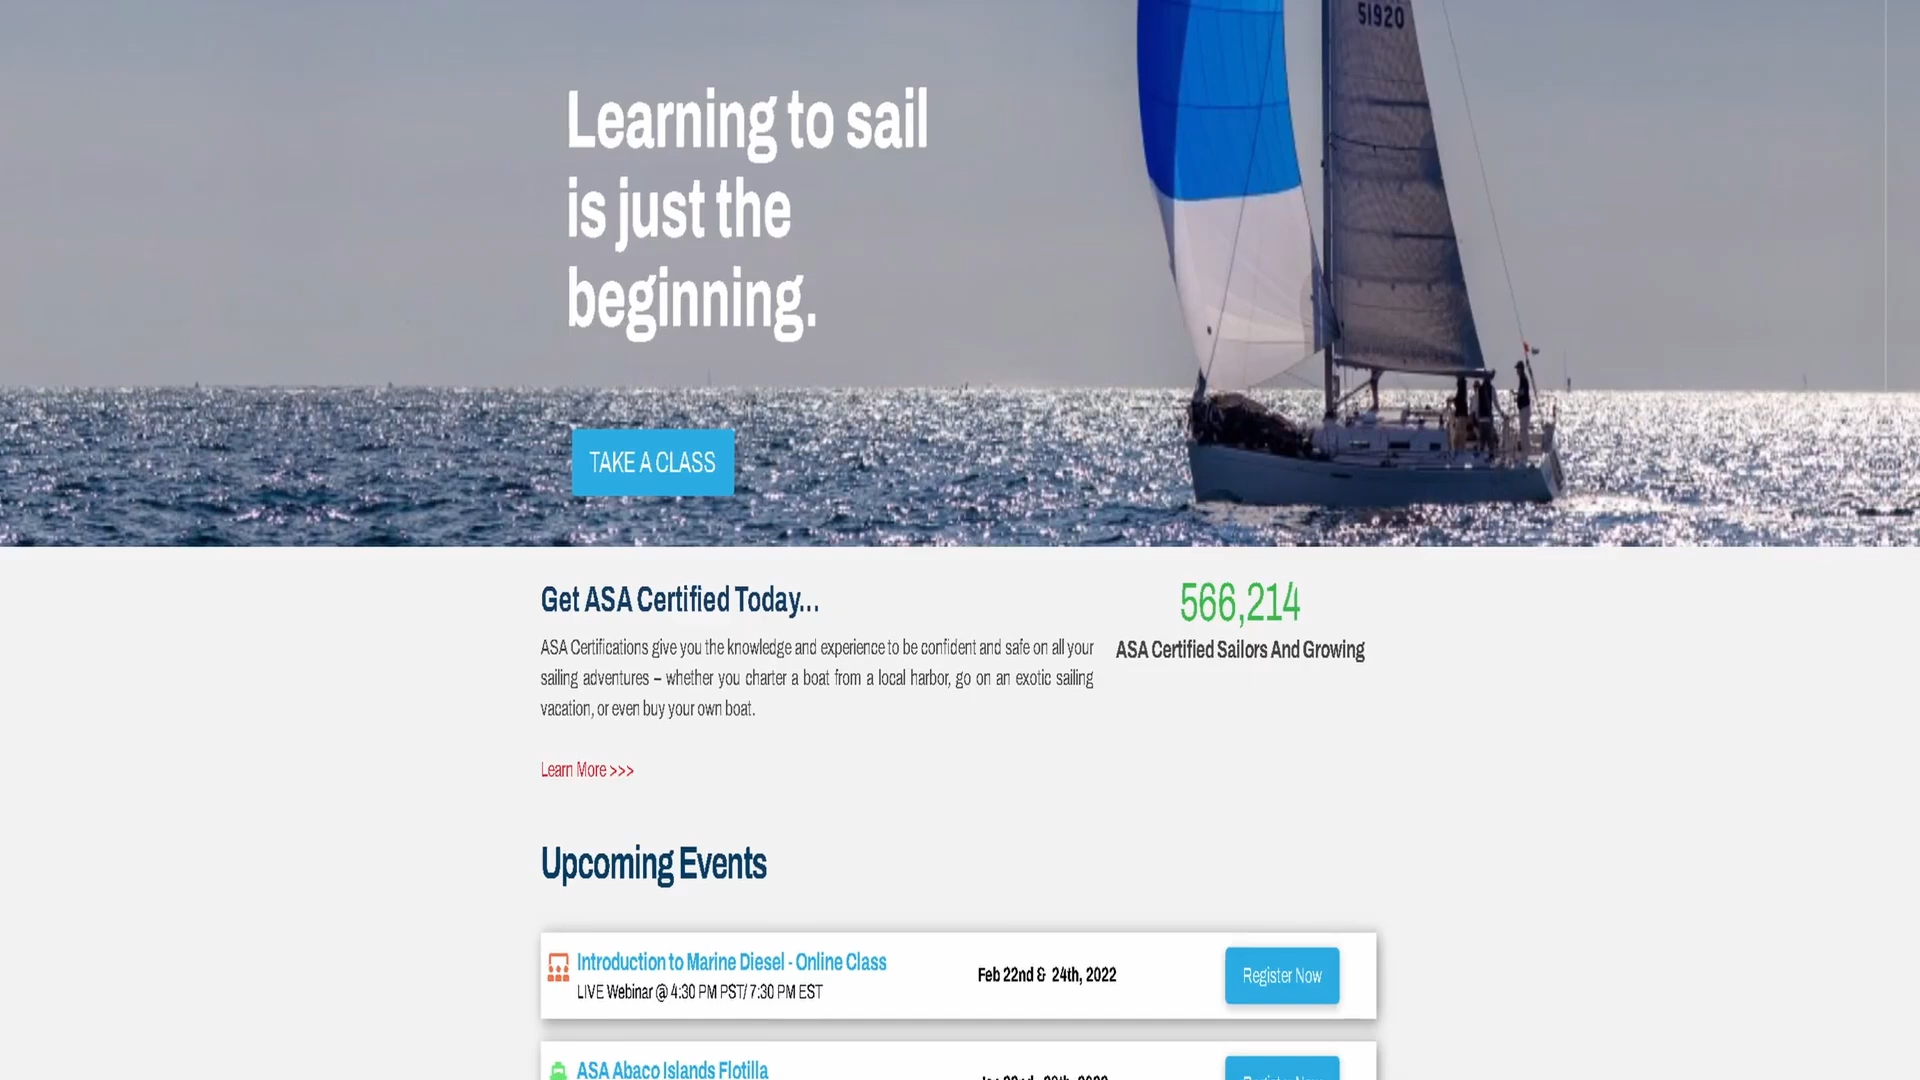 51920
Learning to sail
is just the
beginning.
TAKE A CLASS
Get ASA Certified Today...
566,214
ASA Certified Sailors And Growing
ASA Certifications give you the knowledge and experience to be confident and safe on all your
sailing adventures – whether you charter a boat from a local harbor, go on an exotic sailing
vacation, or even buy your own boat.
Learn More >>>
Upcoming Events
Introduction to Marine Diesel - Online Class
LIVE Webinar @ 4:30 PM PST/ 7:30 PM EST
Feb 22nd & 24th, 2022
Register Now
ASA Abaco Islands Flotilla